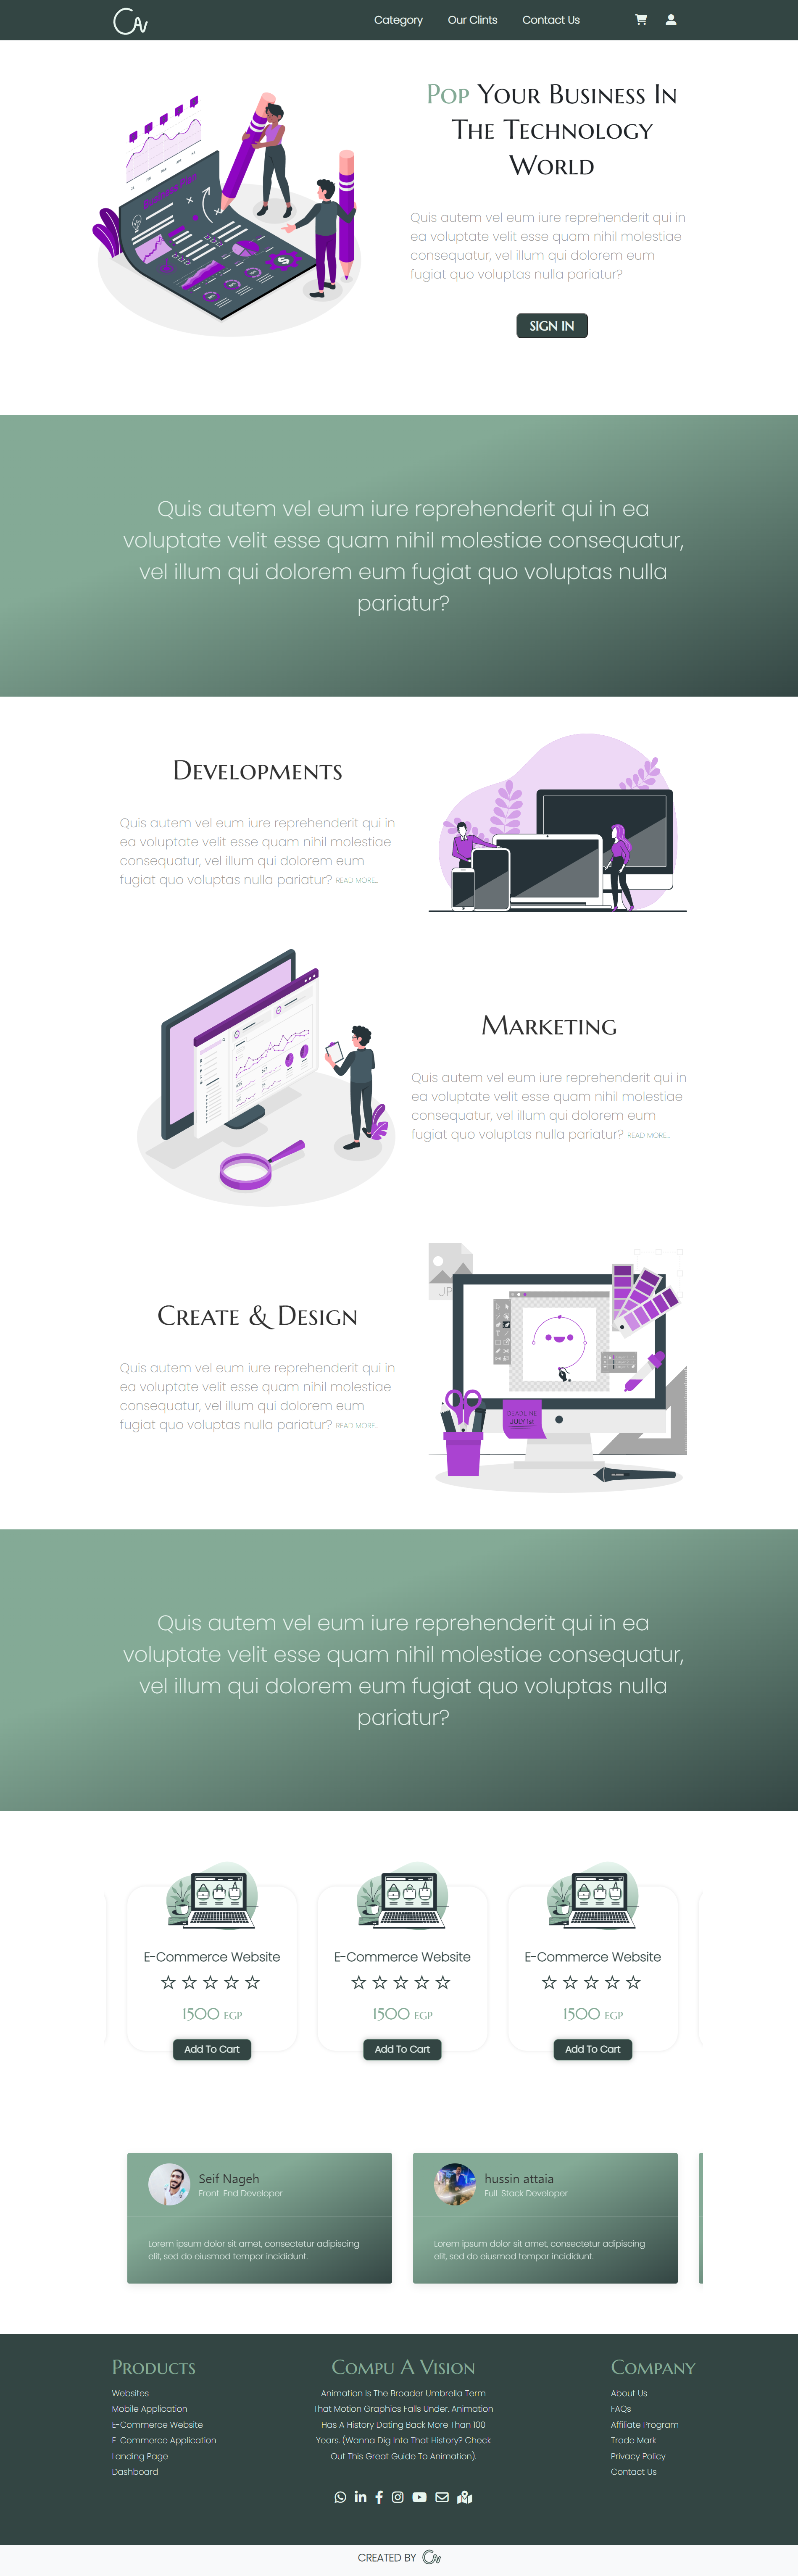 CAV
Category Our Clints Contact Us
Pop Your Business In
The Technology
World
Business Plan
Quis autem vel eum iure reprehenderit qui in
ea voluptate velit esse quam nihil molestiae
consequatur, vel illum qui dolorem eum
fugiat quo voluptas nulla pariatur?
SIGN IN
Quis autem vel eum iure reprehenderit qui in ea
voluptate velit esse quam nihil molestiae consequatur,
vel illum qui dolorem eum fugiat quo voluptas nulla
pariatur?
Developments
Quis autem vel eum iure reprehenderit qui in
ea voluptate velit esse quam nihil molestiae
consequatur, vel illum qui dolorem eum
fugiat quo voluptas nulla pariatur? READ MORE...
Marketing
Quis autem vel eum iure reprehenderit qui in
ea voluptate velit esse quam nihil molestiae
consequatur, vel illum qui dolorem eum
fugiat quo voluptas nulla pariatur? READ MORE...
Create & Design
Quis autem vel eum iure reprehenderit qui in
ea voluptate velit esse quam nihil molestiae
consequatur, vel illum qui dolorem eum
fugiat quo voluptas nulla pariatur? READ MORE...
JP
DEADLINE
JULY 1st
Quis autem vel eum iure reprehenderit qui in ea
voluptate velit esse quam nihil molestiae consequatur,
vel illum qui dolorem eum fugiat quo voluptas nulla
pariatur?
E-Commerce Website
1500 EGP
Add To Cart
E-Commerce Website
1500 EGP
Add To Cart
E-Commerce Website
1500 EGP
Add To Cart
Seif Nageh
Front-End Developer
Lorem ipsum dolor sit amet, consectetur adipiscing
elit, sed do eiusmod tempor incididunt.
hussin attaia
Full-Stack Developer
Lorem ipsum dolor sit amet, consectetur adipiscing
elit, sed do eiusmod tempor incididunt.
Products
Websites
Mobile Application
E-Commerce Website
E-Commerce Application
Landing Page
Dashboard
Compu A Vision
Animation Is The Broader Umbrella Term
That Motion Graphics Falls Under. Animation
Has A History Dating Back More Than 100
Years. (Wanna Dig Into That History? Check
Out This Great Guide To Animation).
Company
About Us
FAQs
Affiliate Program
Trade Mark
Privacy Policy
Contact Us
CREATED BY CAV